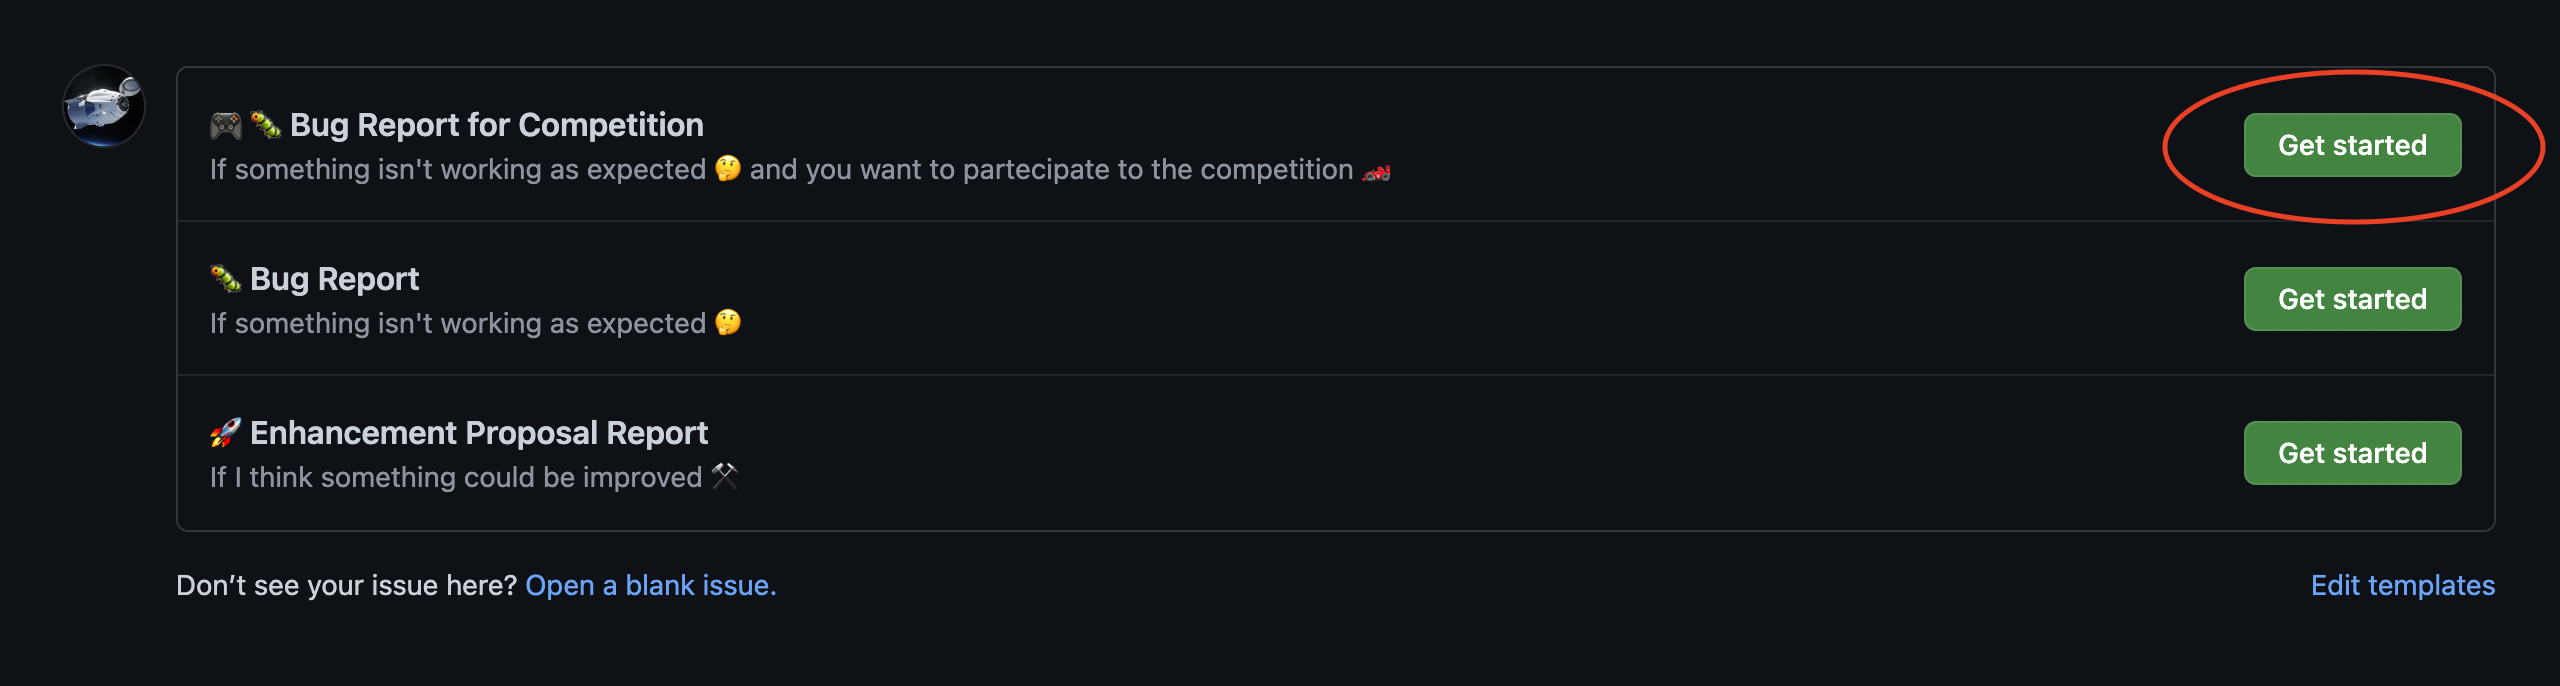 🎮🐛 Bug Report for Competition
If something isn't working as expected 🤔 and you want to partecipate to the competition 🏎️
Get started
🐛 Bug Report
If something isn't working as expected 🤔
Get started
🚀 Enhancement Proposal Report
If I think something could be improved ⚒️
Get started
Don’t see your issue here? Open a blank issue.
Edit templates